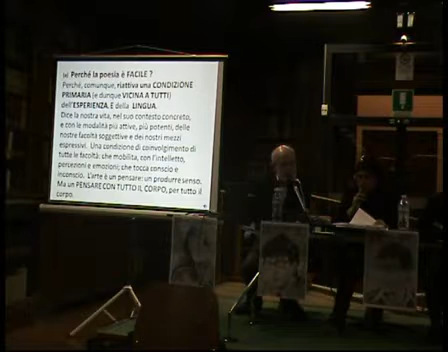 (e) Perché la poesia è FACILE ?
Perché, comunque, riattiva una CONDIZIONE
PRIMARIA (e dunque VICINA A TUTTI)
dell'ESPERIENZA. E della LINGUA.
Dice la nostra vita, nel suo contesto concreto,
e con le modalità più attive, più potenti, delle
nostre facoltà soggettive e dei nostri mezzi
espressivi. Una condizione di coinvolgimento di
tutte le facoltà: che mobilita, con l'intelletto,
percezioni e emozioni; che tocca conscio e
inconscio. L'arte è un pensare: un produrre senso.
Ma un PENSARE CON TUTTO IL CORPO, per tutto il
corpo.